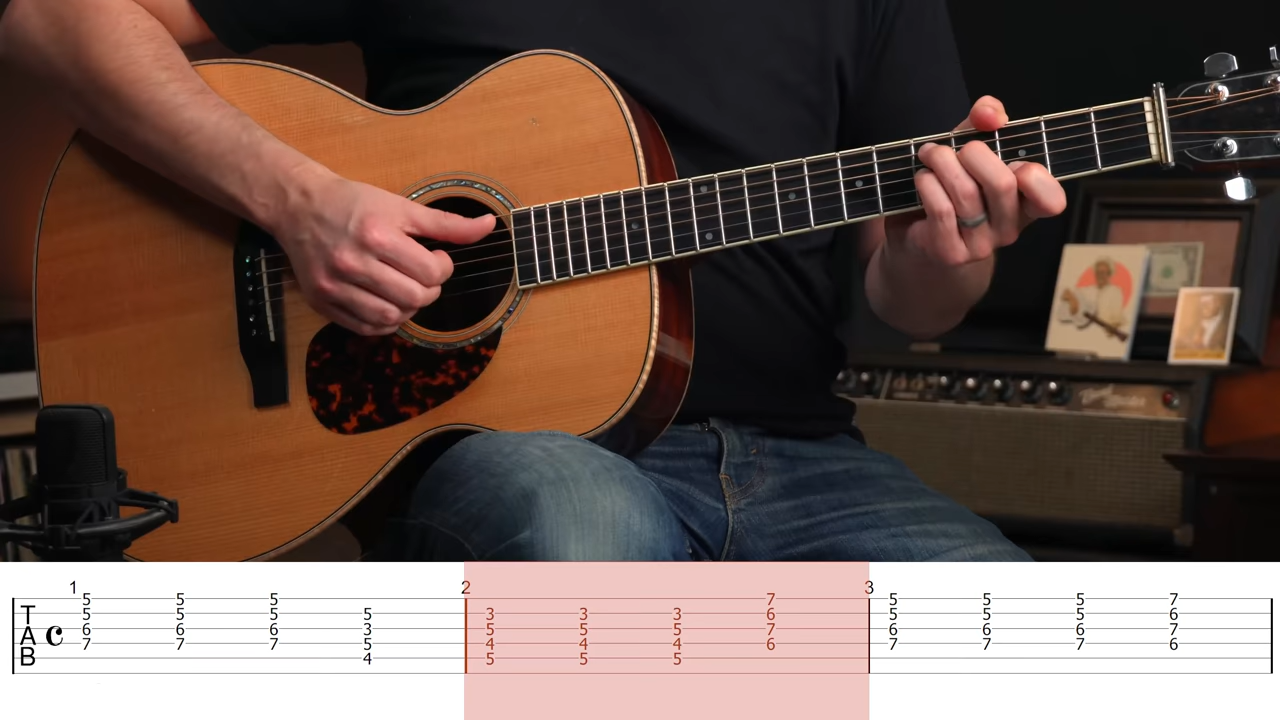 1 2 3
5 5 5 7 5 5 5 7
5 5 5 5 3 3 3 6 5 5 5 6
T 6 6 6 3 5 5 5 7 6 6 6 7
A 7 7 7 5 4 4 4 6 7 7 7 6
B 4 5 5 5